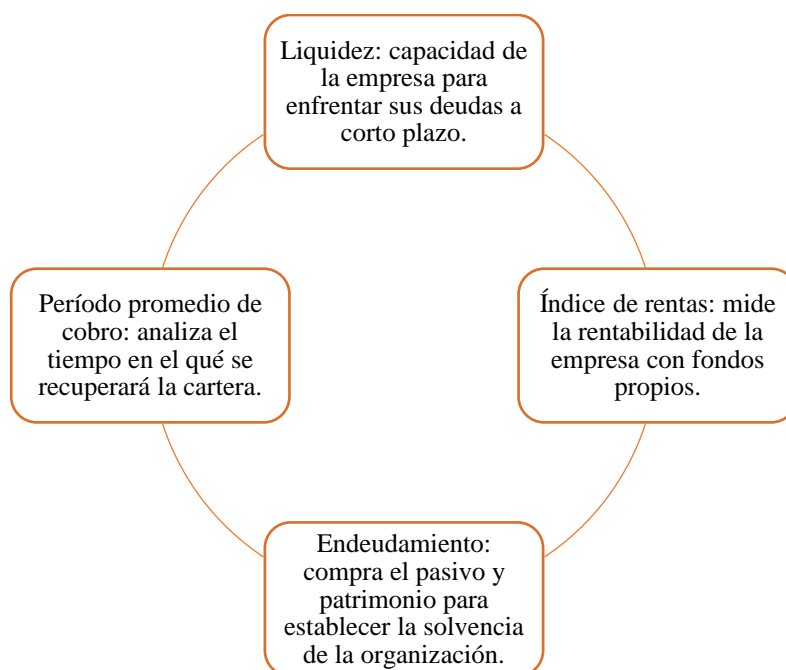 Liquidez: capacidad de
la empresa para
enfrentar sus deudas a
corto plazo.
Período promedio de
cobro: analiza el
tiempo en el qué se
recuperará la cartera.
Índice de rentas: mide
la rentabilidad de la
empresa con fondos
propios.
Endeudamiento:
compra el pasivo y
patrimonio para
establecer la solvencia
de la organización.